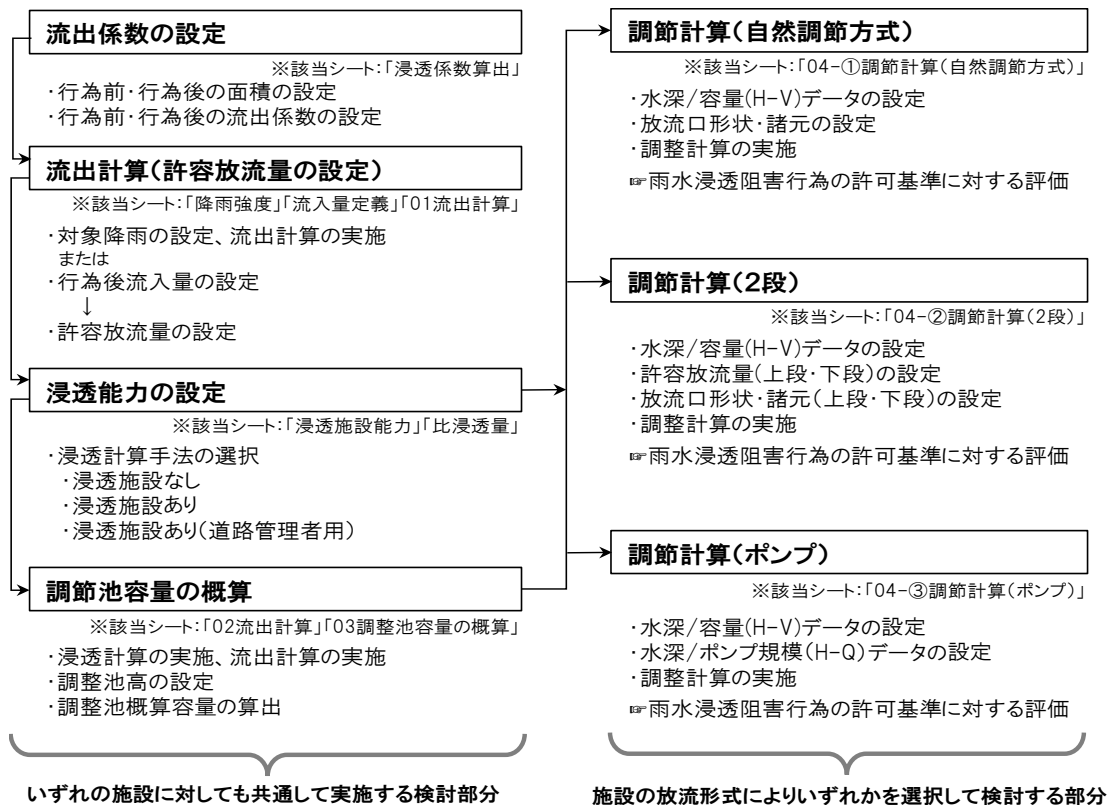 流出係数の設定
※該当シート:「浸透係数算出」
・行為前・行為後の面積の設定
・行為前・行為後の流出係数の設定
流出計算(許容放流量の設定)
※該当シート:「降雨強度」「流入量定義」「01流出計算」
・対象降雨の設定、流出計算の実施
または
・行為後流入量の設定
↓
・許容放流量の設定
浸透能力の設定
※該当シート:「浸透施設能力」「比浸透量」
・浸透計算手法の選択
・浸透施設なし
・浸透施設あり
・浸透施設あり(道路管理者用)
調節池容量の概算
※該当シート:「02流出計算」「03調整池容量の概算」
・浸透計算の実施、流出計算の実施
・調整池高の設定
・調整池概算容量の算出
いずれの施設に対しても共通して実施する検討部分
調節計算(自然調節方式)
※該当シート:「04-①調節計算(自然調節方式)」
・水深/容量(H-V)データの設定
・放流口形状・諸元の設定
・調整計算の実施
☞雨水浸透阻害行為の許可基準に対する評価
調節計算(2段)
※該当シート:「04-②調節計算(2段)」
・水深/容量(H-V)データの設定
・許容放流量(上段・下段)の設定
・放流口形状・諸元(上段・下段)の設定
・調整計算の実施
☞雨水浸透阻害行為の許可基準に対する評価
調節計算(ポンプ)
※該当シート:「04-③調節計算(ポンプ)」
・水深/容量(H-V)データの設定
・水深/ポンプ規模(H-Q)データの設定
・調整計算の実施
☞雨水浸透阻害行為の許可基準に対する評価
施設の放流形式によりいずれかを選択して検討する部分